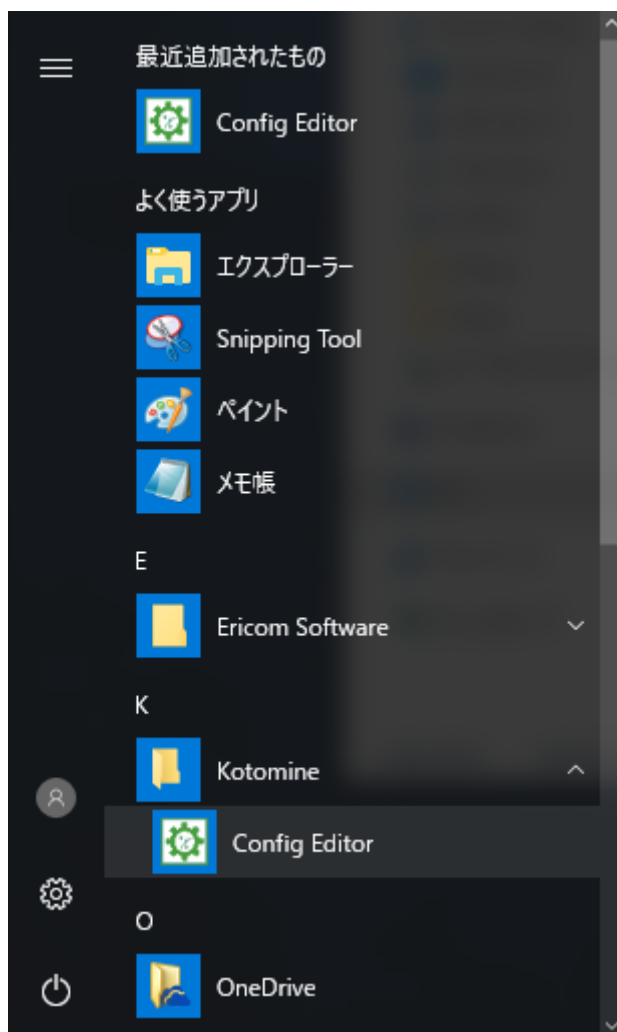 最近追加されたもの
Config Editor
よく使うアプリ
エクスプローラー
Snipping Tool
ペイント
メモ帳
E
Ericom Software
K
Kotomine
Config Editor
O
OneDrive